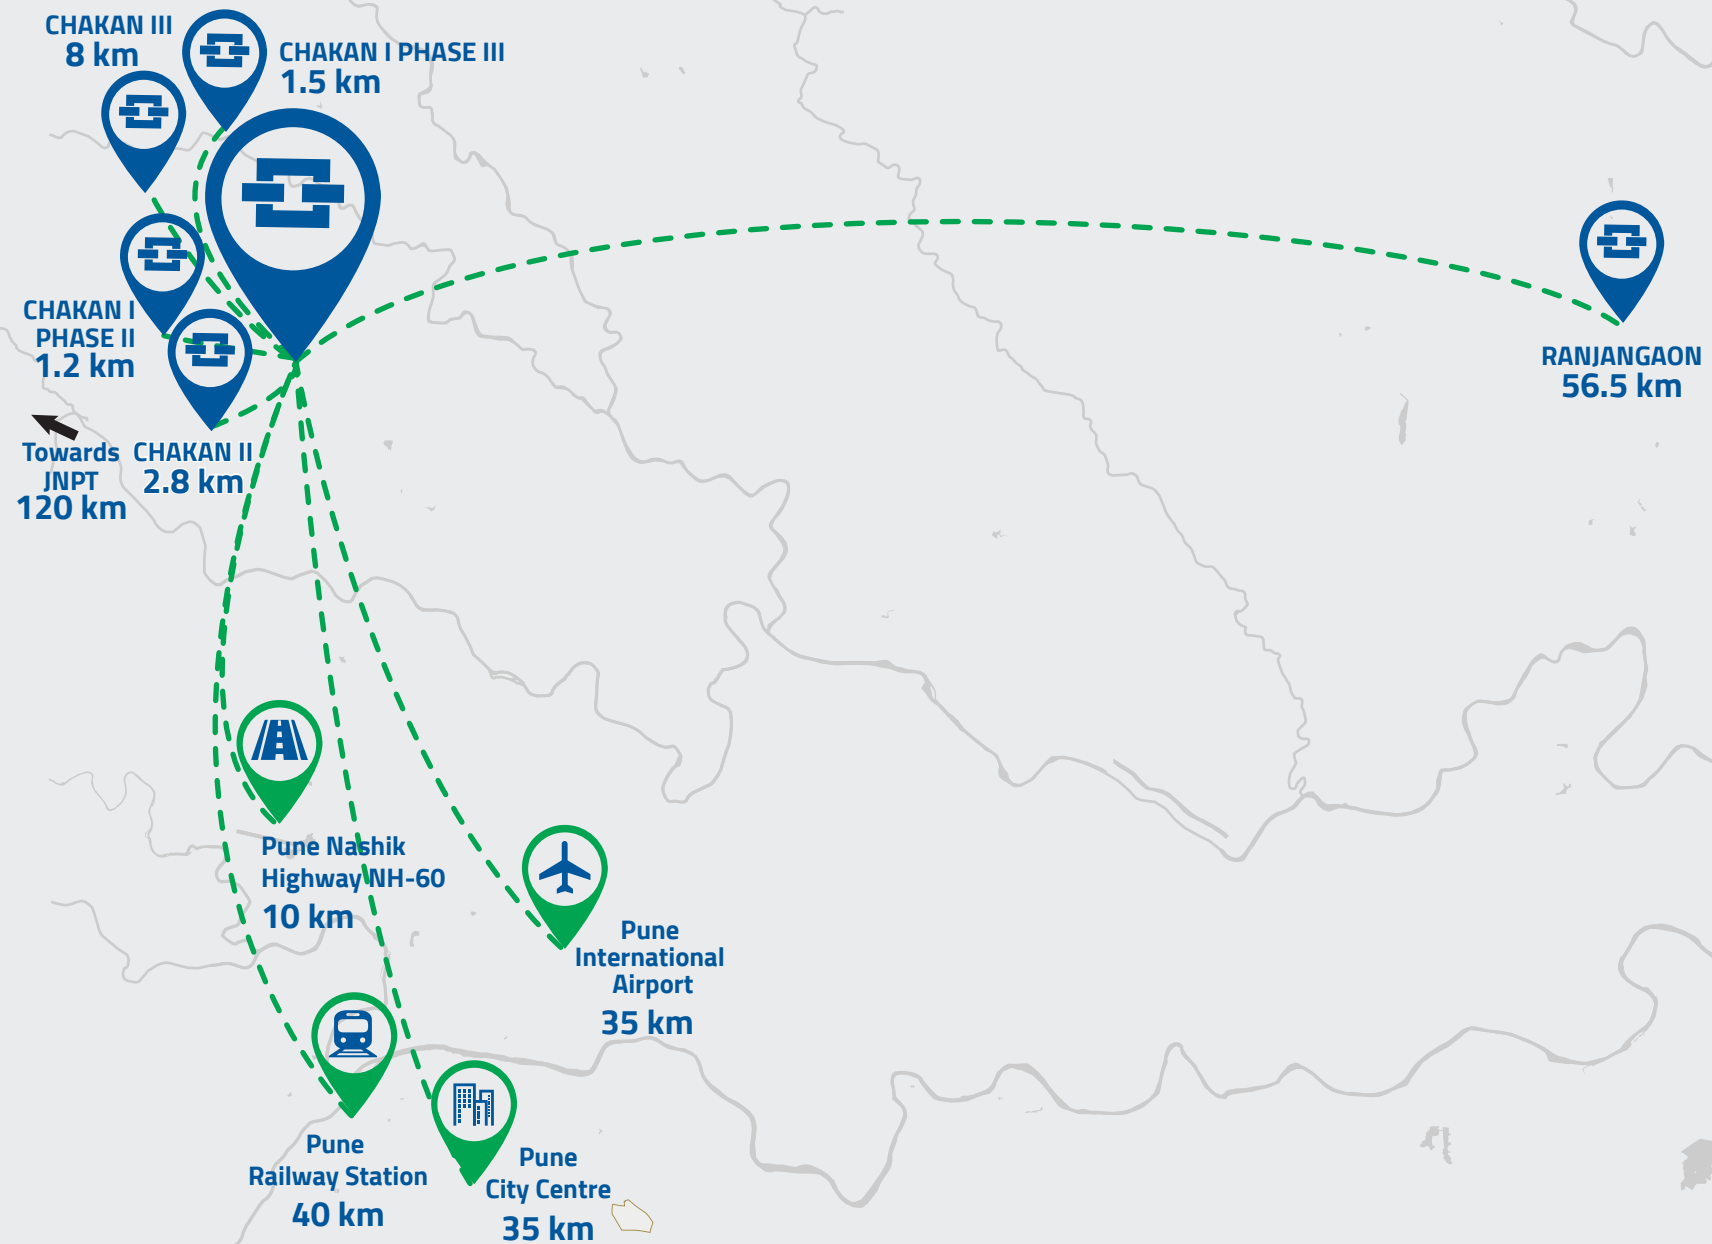 CHAKAN III
8 km
CHAKAN I PHASE III
1.5 km
CHAKAN I
PHASE II
1.2 km
RANJANGAON
56.5 km
Towards
JNPT
120 km
CHAKAN II
2.8 km
Pune Nashik
Highway NH-60
10 km
Pune
International
Airport
35 km
Pune
Railway Station
40 km
Pune
City Centre
35 km